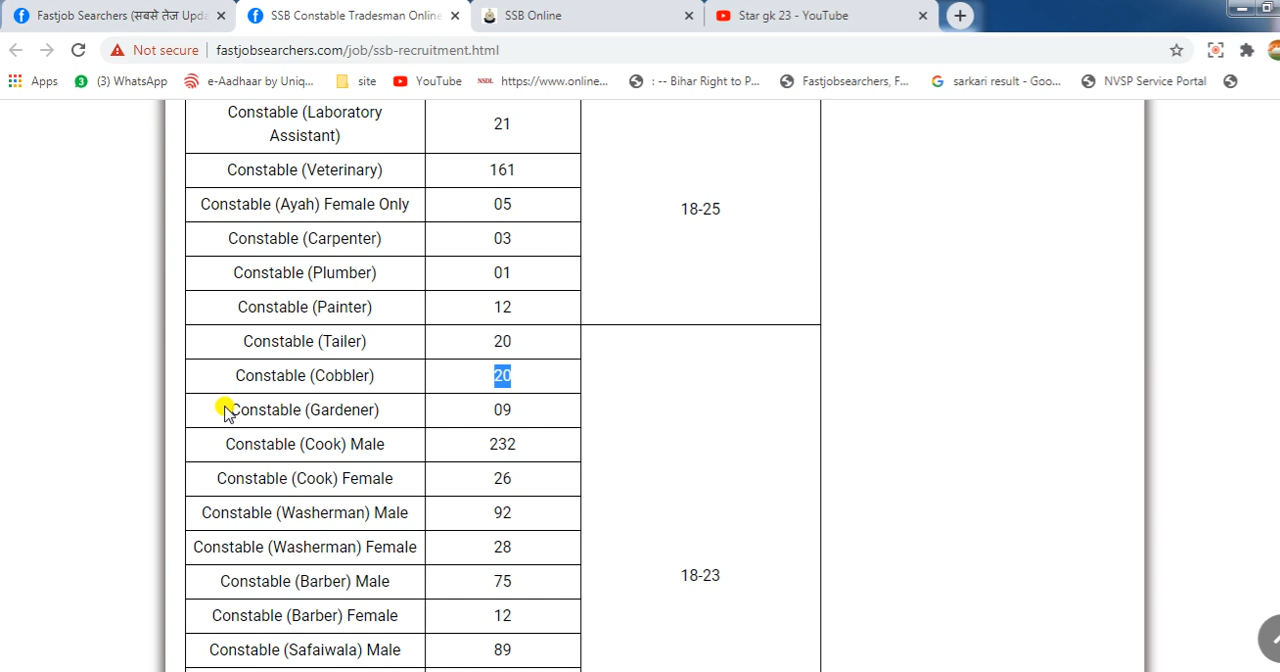 Fastjob Searchers (सबसे तेज Upda
SSB Constable Tradesman Online
SSB Online
Star gk 23 - YouTube
Not secure
fastjobsearchers.com/job/ssb-recruitment.html
Apps
3
(3) WhatsApp
e-Aadhaar by Uniq...
site
YouTube
NSDL
https://www.online...
: -- Bihar Right to P...
Fastjobsearchers, F...
sarkari result - Goo...
NVSP Service Portal
Constable (Laboratory
Assistant)
21
Constable (Veterinary)
161
Constable (Ayah) Female Only
05
18-25
Constable (Carpenter)
03
Constable (Plumber)
01
Constable (Painter)
12
Constable (Tailer)
20
Constable (Cobbler)
20
Constable (Gardener)
09
Constable (Cook) Male
232
Constable (Cook) Female
26
Constable (Washerman) Male
92
Constable (Washerman) Female
28
18-23
Constable (Barber) Male
75
Constable (Barber) Female
12
Constable (Safaiwala) Male
89